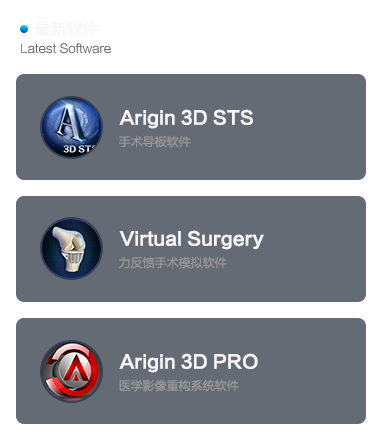 最新软件
Latest Software
Arigin 3D STS
手术导板软件
A
3D STS
Virtual Surgery
力反馈手术模拟软件
Arigin 3D PRO
医学影像重构系统软件